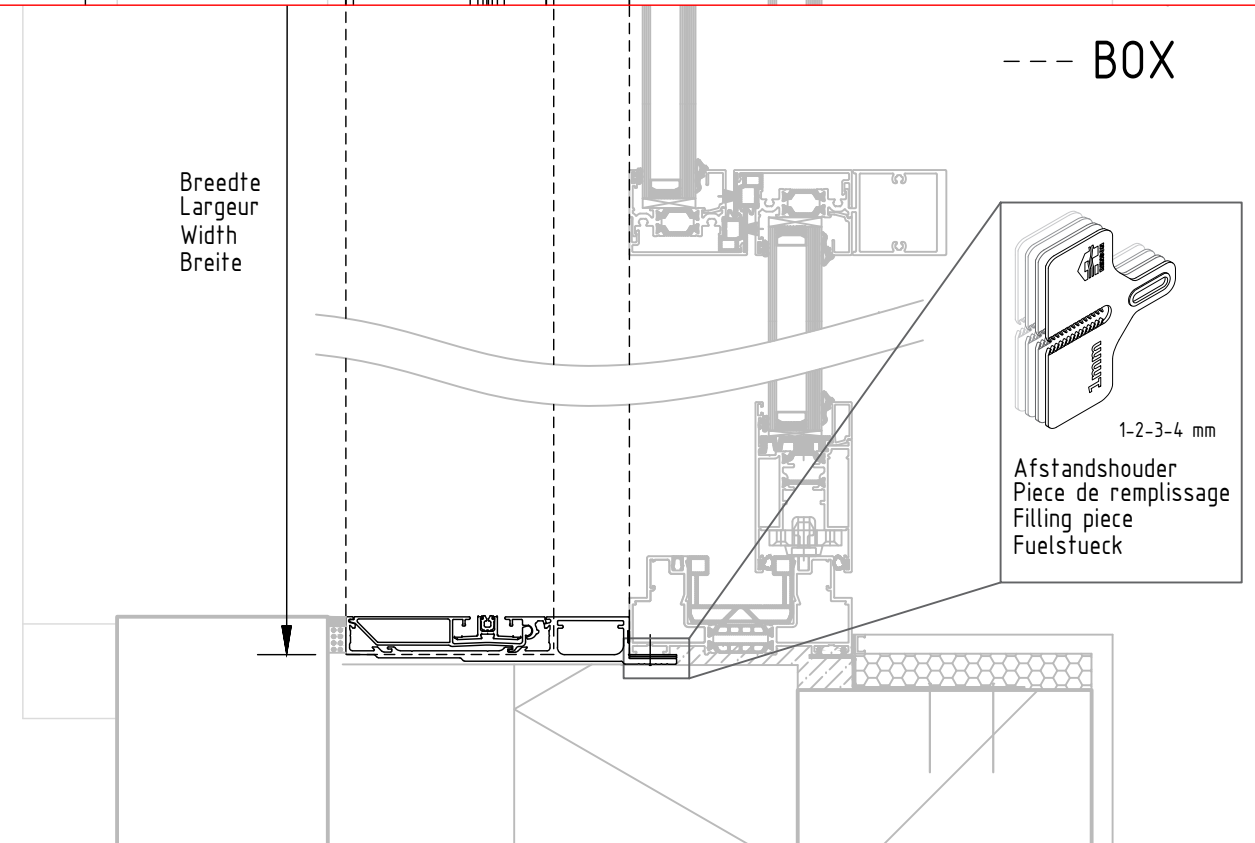 --- BOX
Breedte
Largeur
Width
Breite
1mm
1-2-3-4 mm
Afstandshouder
Piece de remplissage
Filling piece
Fuelstueck